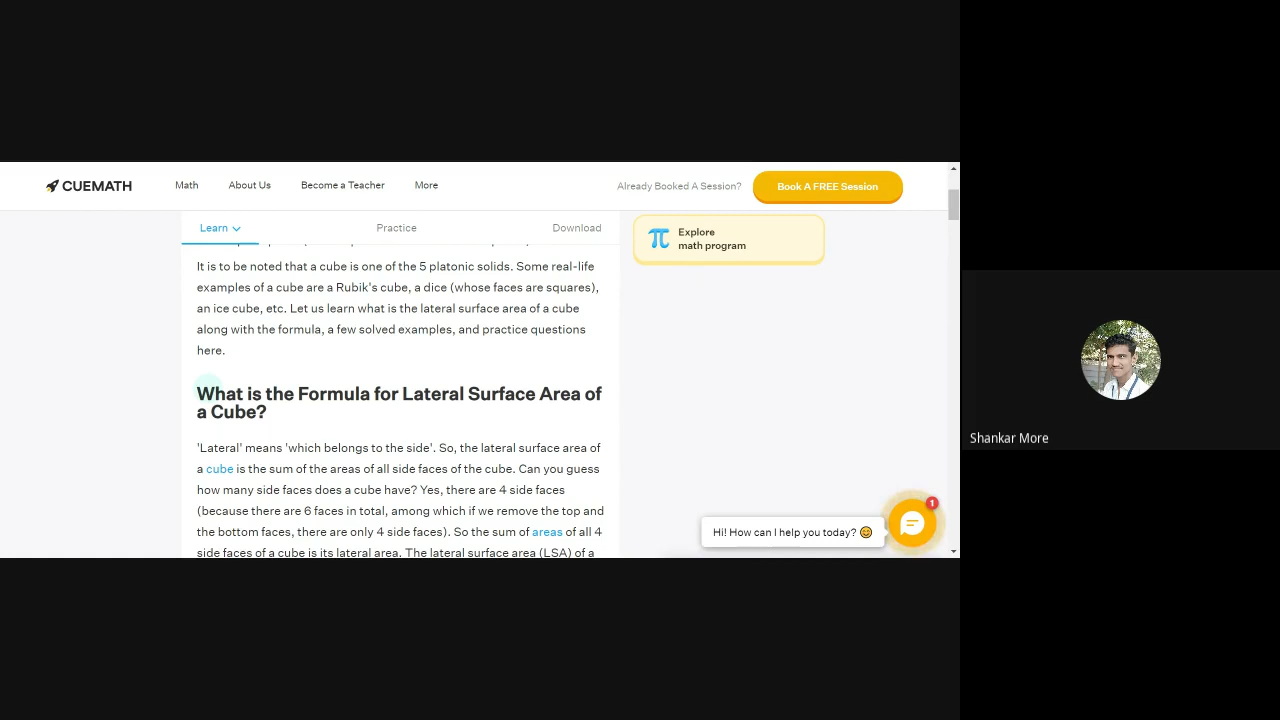 CUEMATH
Math
About Us
Become a Teacher
More
Already Booked A Session?
Book A FREE Session
Learn
Practice
Download
Explore
math program
It is to be noted that a cube is one of the 5 platonic solids. Some real-life
examples of a cube are a Rubik's cube, a dice (whose faces are squares),
an ice cube, etc. Let us learn what is the lateral surface area of a cube
along with the formula, a few solved examples, and practice questions
here.
What is the Formula for Lateral Surface Area of
a Cube?
'Lateral' means 'which belongs to the side'. So, the lateral surface area of
a cube is the sum of the areas of all side faces of the cube. Can you guess
how many side faces does a cube have? Yes, there are 4 side faces
(because there are 6 faces in total, among which if we remove the top and
the bottom faces, there are only 4 side faces). So the sum of areas of all 4
side faces of a cube is its lateral area. The lateral surface area (LSA) of a
1
Hi! How can I help you today? 😊
Shankar More